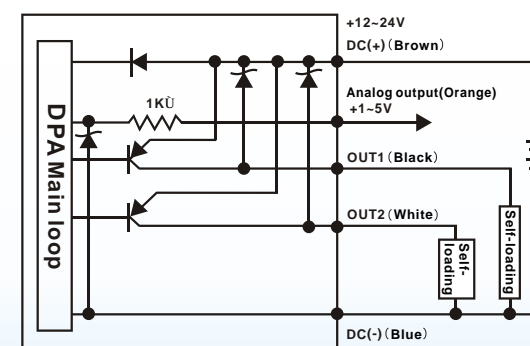 +12~24V
DC(+)(Brown)
Analog output(Orange)
+1~5V
1KÙ
DPA Main loop
OUT1(Black)
OUT2(White)
Self-
loading
Self-loading
DC(-)(Blue)